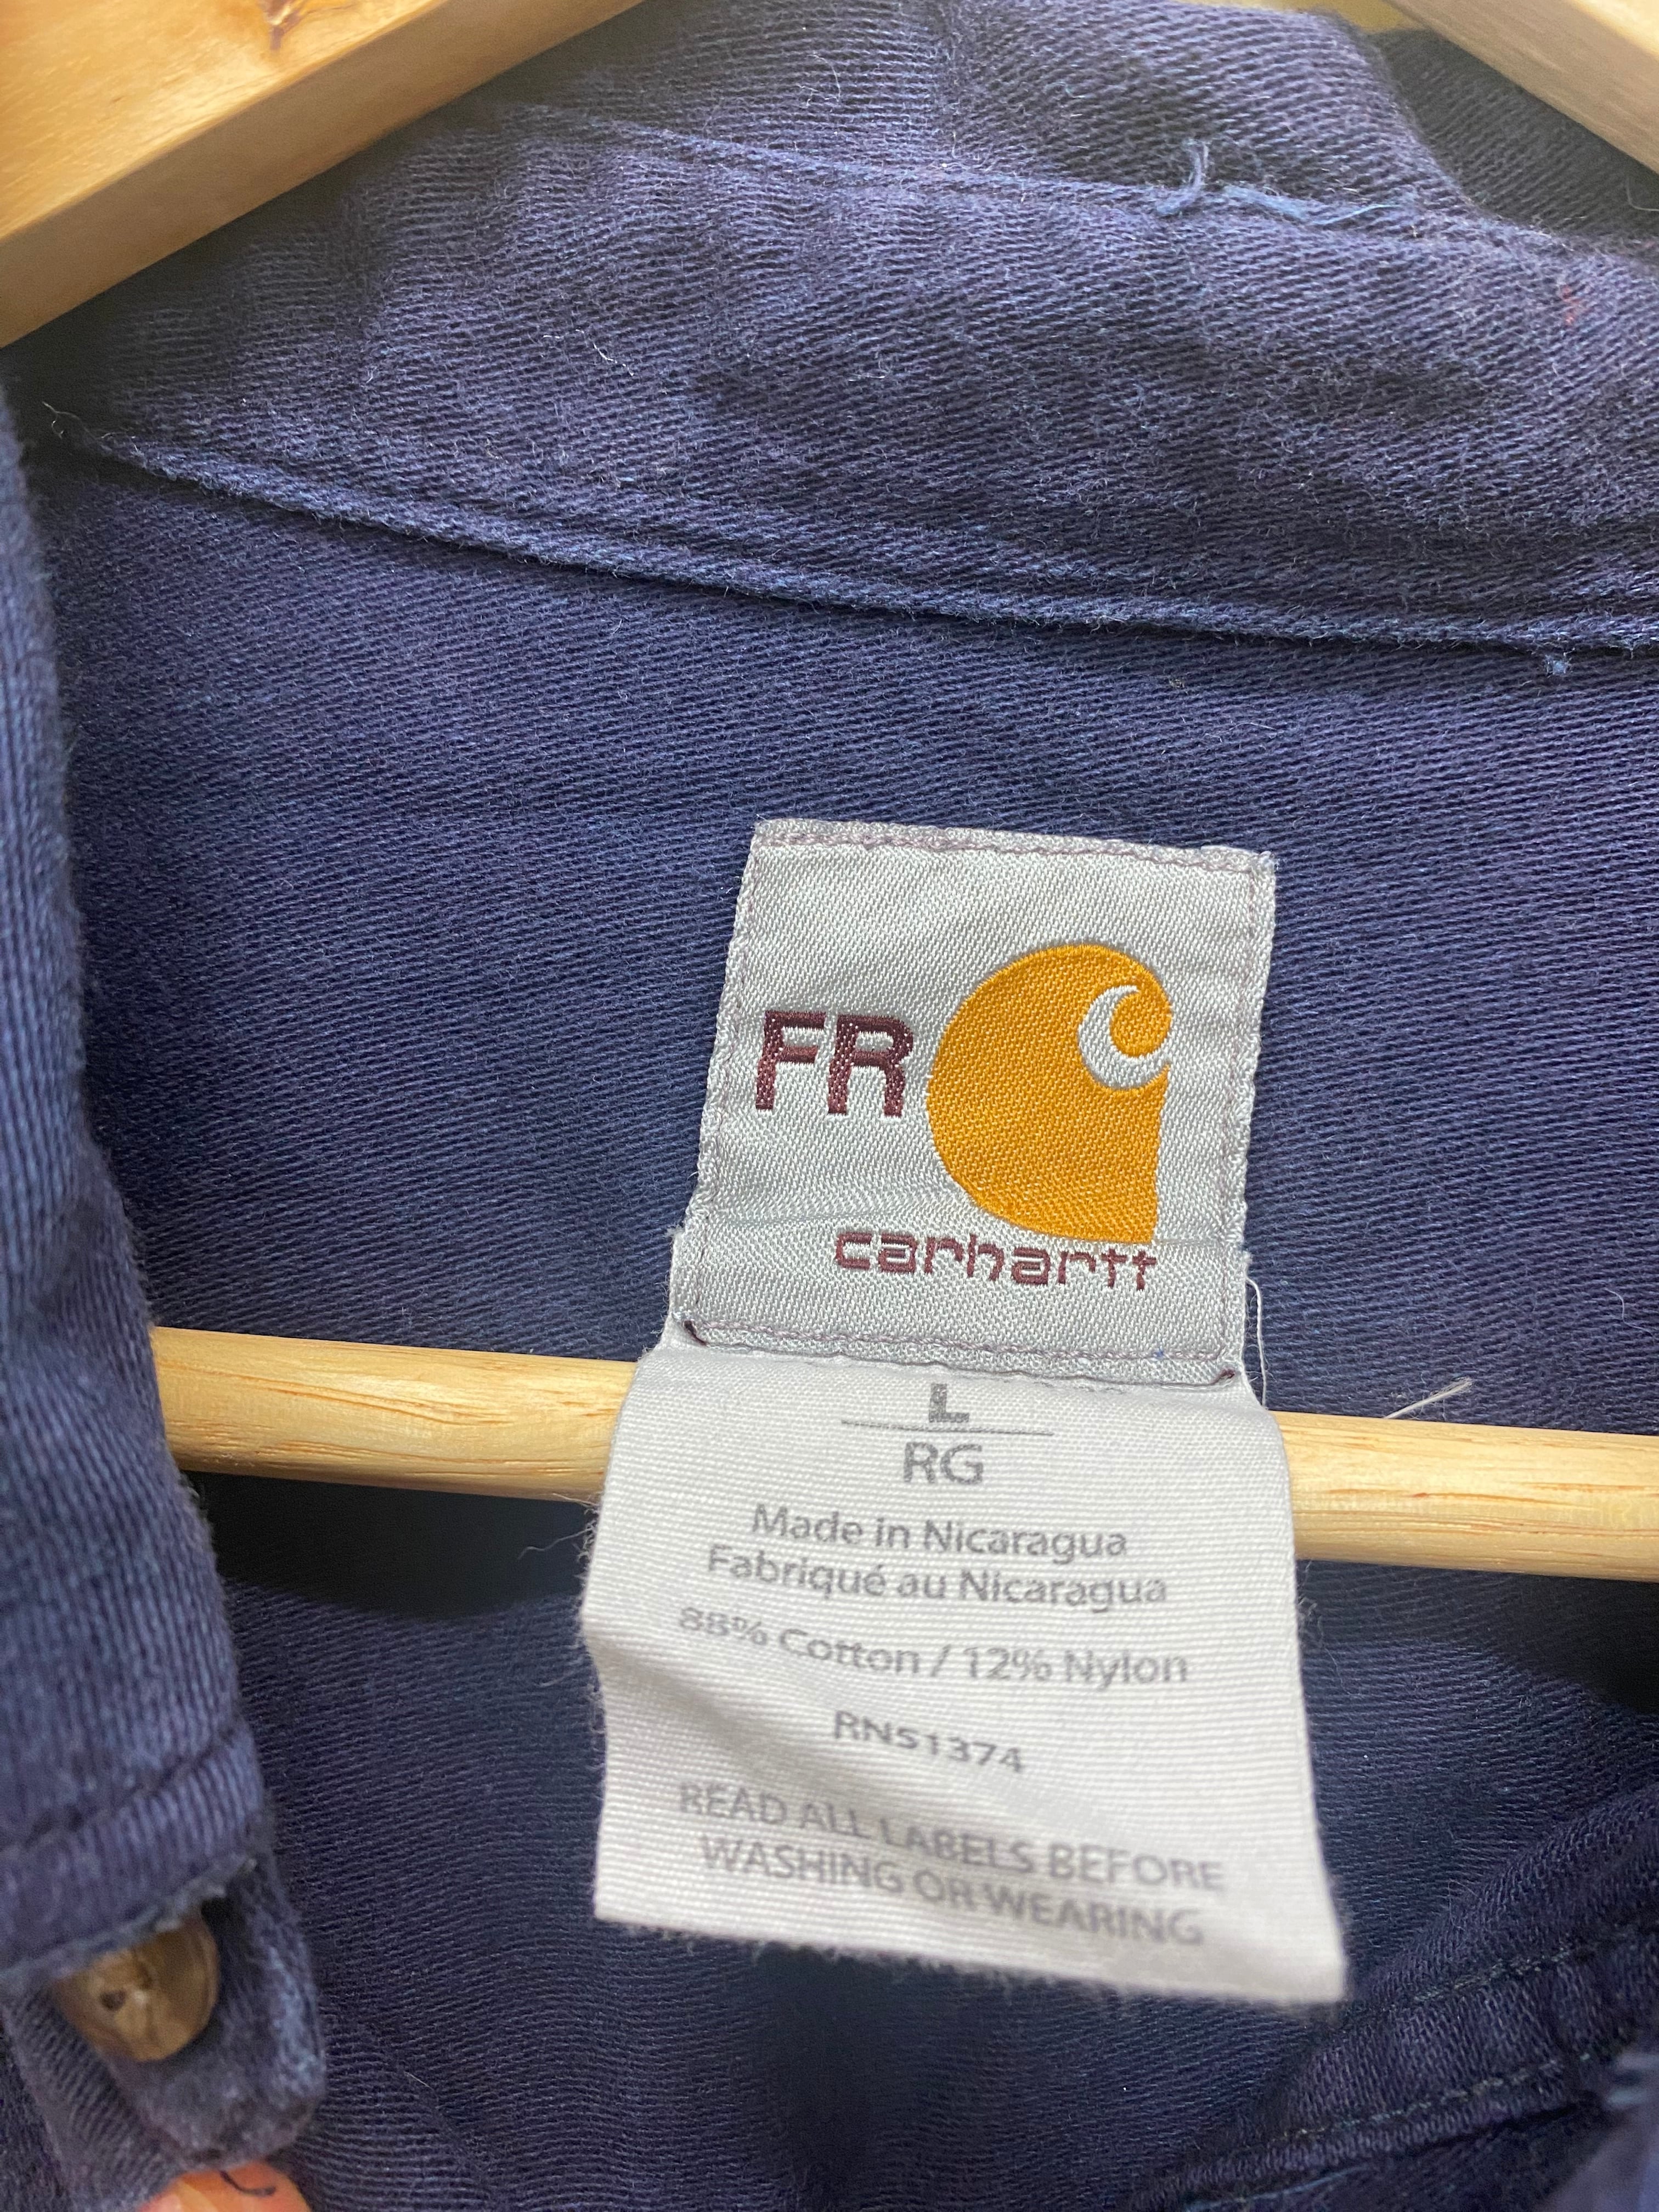 FR
carhartt
L
RG
Made in Nicaragua
Fabriqué au Nicaragua
88% Cotton / 12% Nylon
RN51374
READ ALL LABELS BEFORE
WASHING OR WEARING